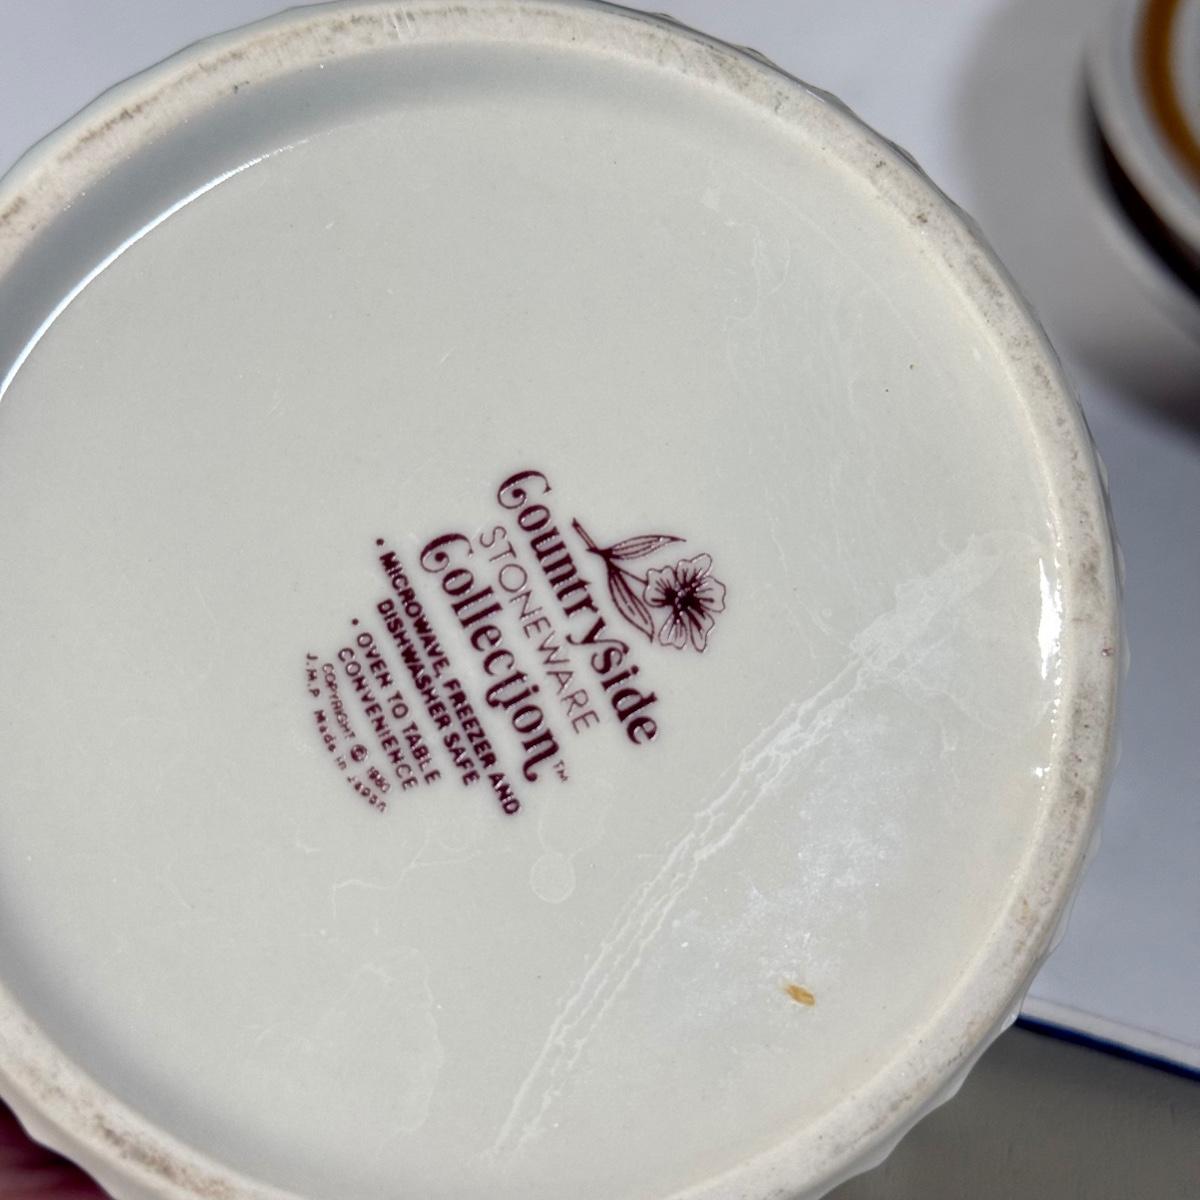 Countryside
STONEWARE
Collection™
• MICROWAVE, FREEZER AND
DISHWASHER SAFE
• OVEN TO TABLE
CONVENIENCE
COPYRIGHT © 1980
J.M.P Made in Japan